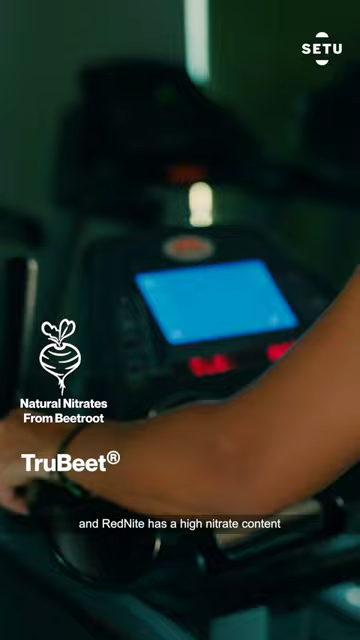 SETU
Natural Nitrates
From Beetroot
TruBeet®
and RedNite has a high nitrate content